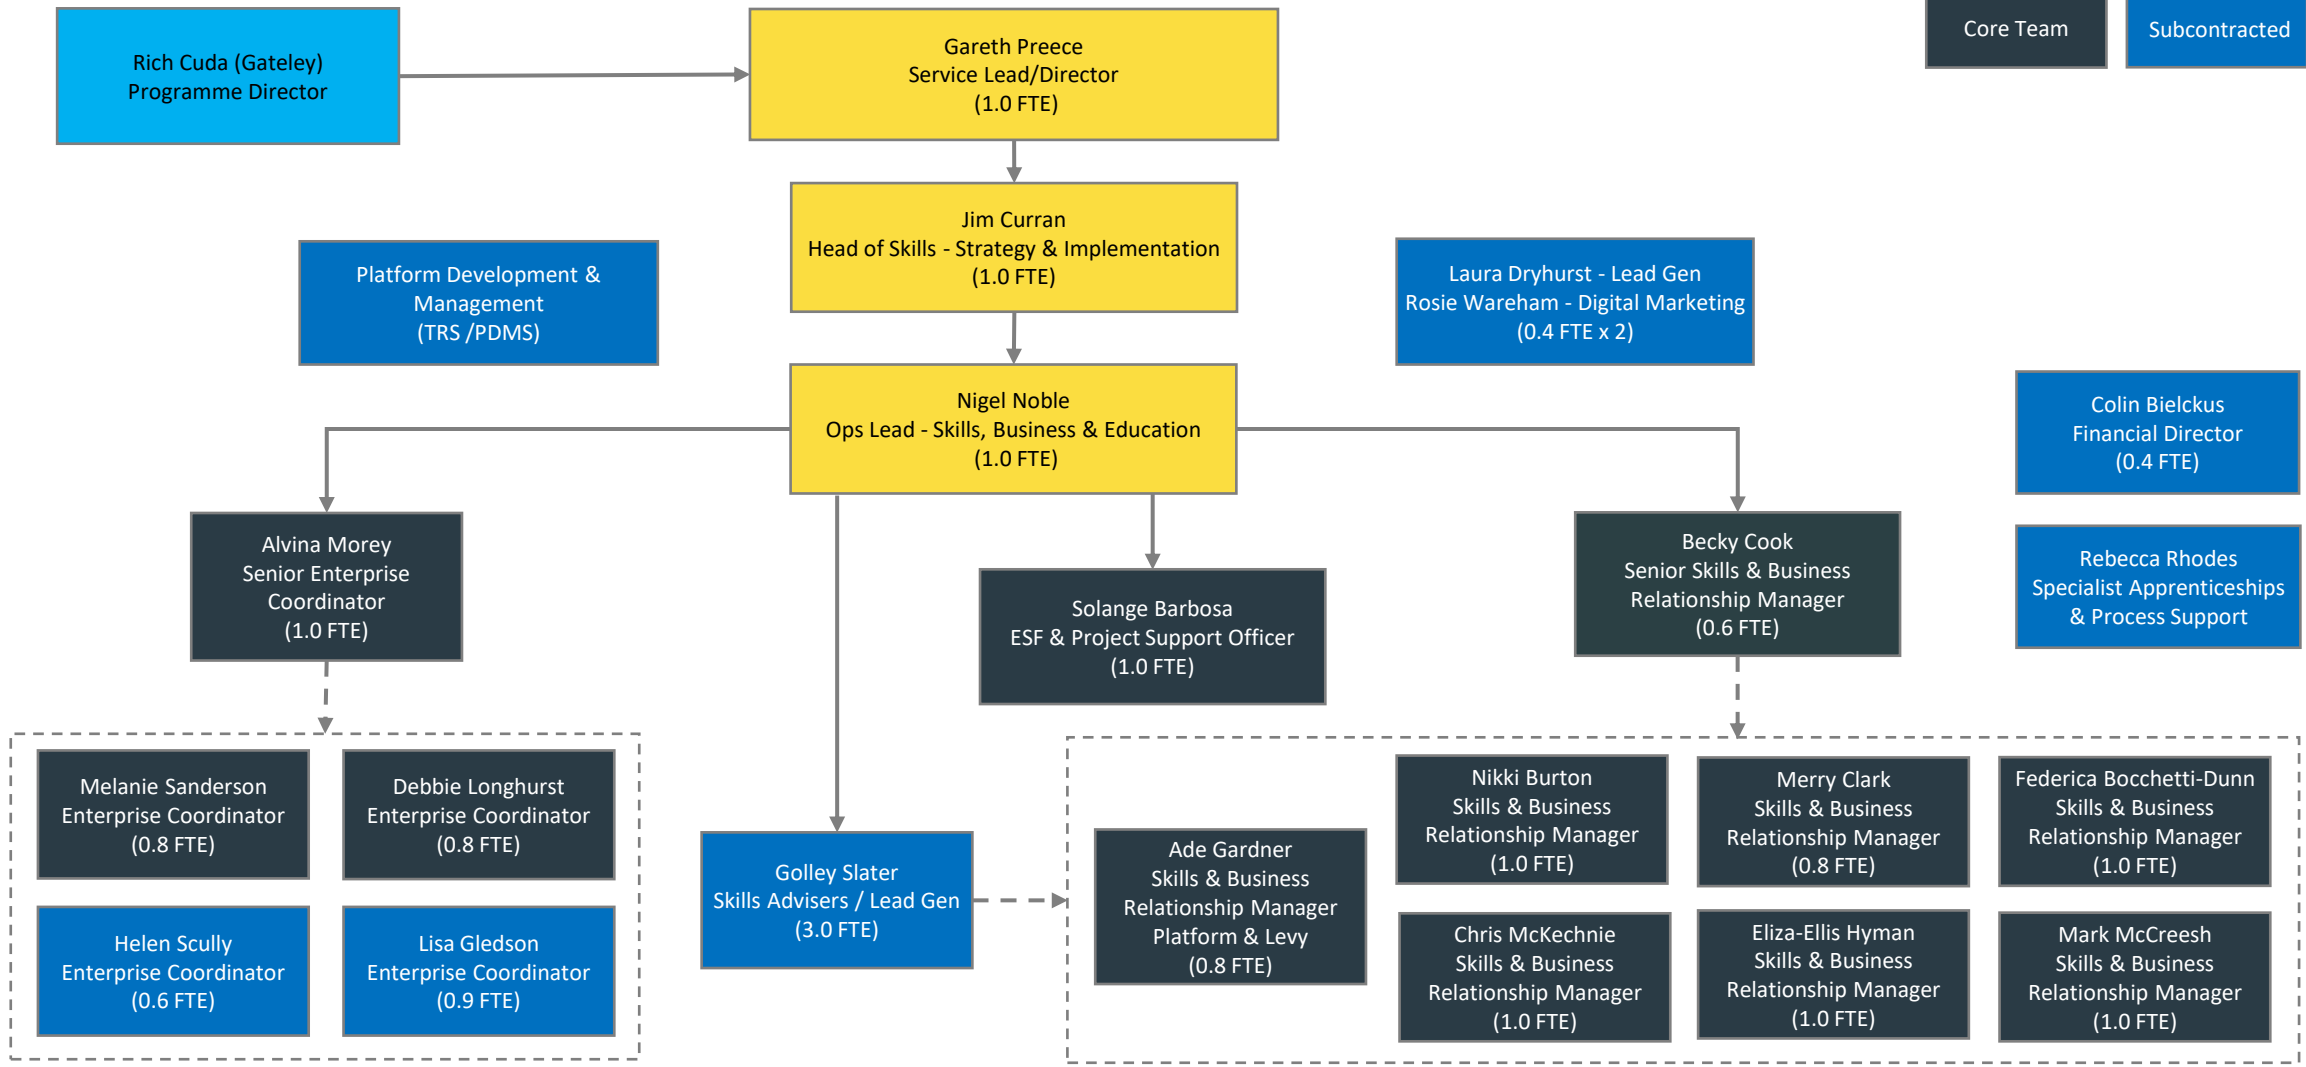 Core Team
Subcontracted
Rich Cuda (Gateley)
Programme Director
Gareth Preece
Service Lead/Director
(1.0 FTE)
Jim Curran
Head of Skills - Strategy & Implementation
(1.0 FTE)
Platform Development &
Management
(TRS /PDMS)
Laura Dryhurst - Lead Gen
Rosie Wareham - Digital Marketing
(0.4 FTE x 2)
Nigel Noble
Ops Lead - Skills, Business & Education
(1.0 FTE)
Colin Bielckus
Financial Director
(0.4 FTE)
Alvina Morey
Senior Enterprise
Coordinator
(1.0 FTE)
Solange Barbosa
ESF & Project Support Officer
(1.0 FTE)
Becky Cook
Senior Skills & Business
Relationship Manager
(0.6 FTE)
Rebecca Rhodes
Specialist Apprenticeships
& Process Support
Melanie Sanderson
Enterprise Coordinator
(0.8 FTE)
Debbie Longhurst
Enterprise Coordinator
(0.8 FTE)
Helen Scully
Enterprise Coordinator
(0.6 FTE)
Lisa Gledson
Enterprise Coordinator
(0.9 FTE)
Golley Slater
Skills Advisers / Lead Gen
(3.0 FTE)
Ade Gardner
Skills & Business
Relationship Manager
Platform & Levy
(0.8 FTE)
Nikki Burton
Skills & Business
Relationship Manager
(1.0 FTE)
Merry Clark
Skills & Business
Relationship Manager
(0.8 FTE)
Federica Bocchetti-Dunn
Skills & Business
Relationship Manager
(1.0 FTE)
Chris McKechnie
Skills & Business
Relationship Manager
(1.0 FTE)
Eliza-Ellis Hyman
Skills & Business
Relationship Manager
(1.0 FTE)
Mark McCreesh
Skills & Business
Relationship Manager
(1.0 FTE)